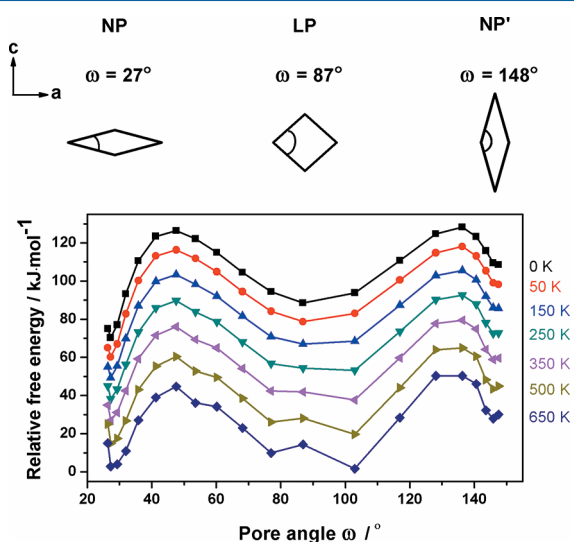 NP LP NP'
c
a
ω = 27° ω = 87° ω = 148°
Relative free energy / kJ·mol⁻¹
120
100
80
60
40
20
0
0 K
50 K
150 K
250 K
350 K
500 K
650 K
20 40 60 80 100 120 140
Pore angle ω / °